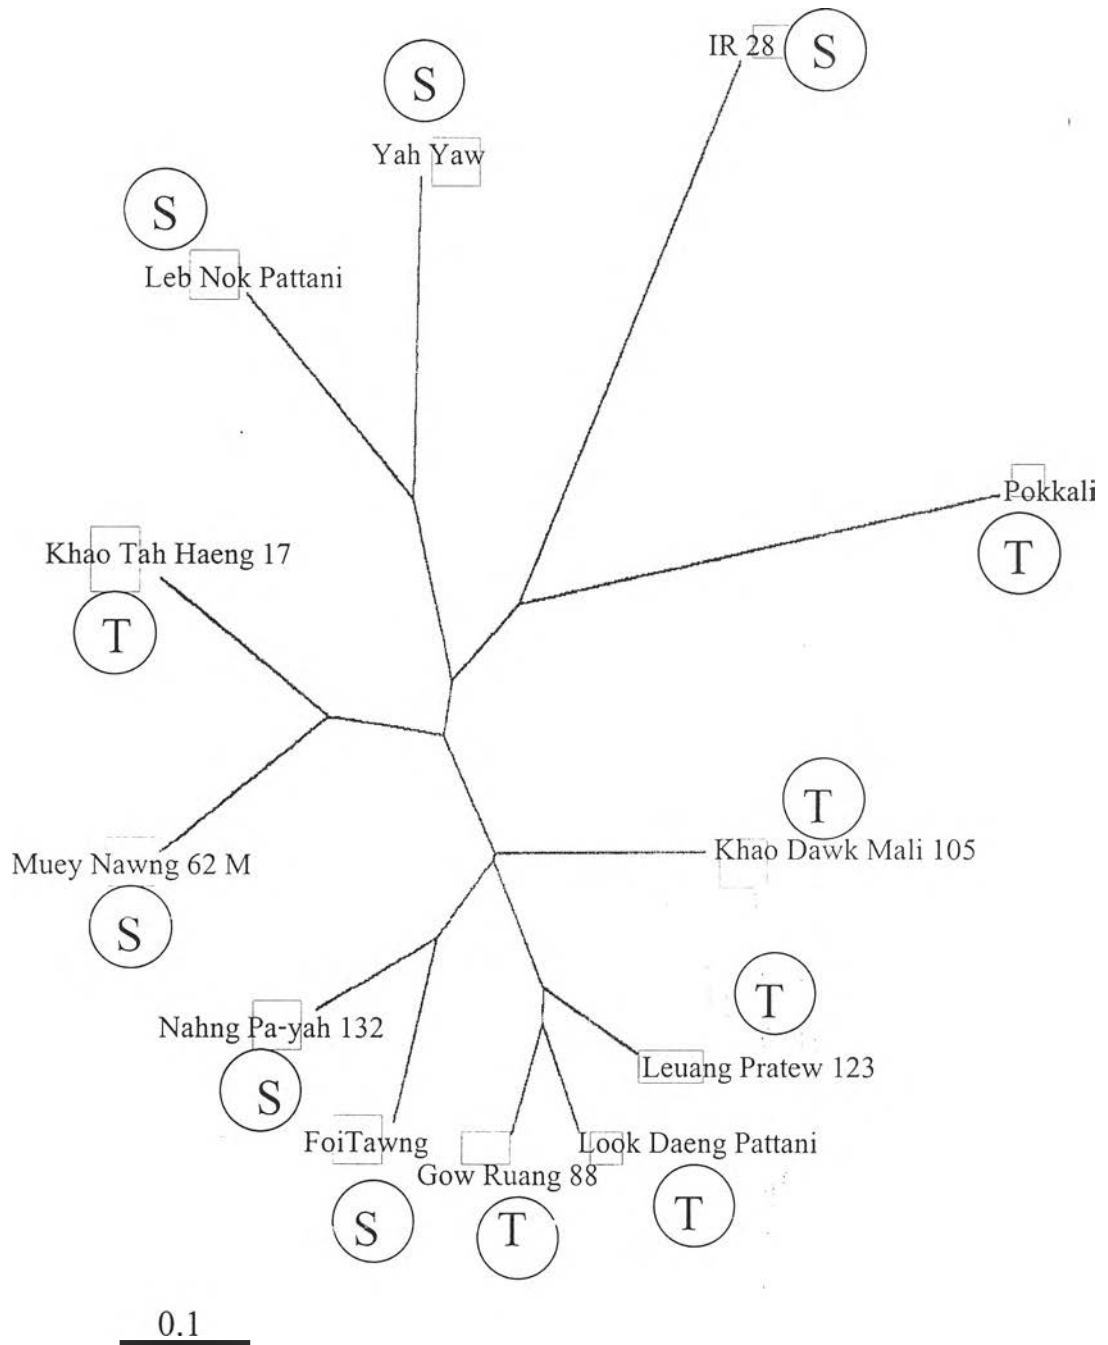 IR 28
S
S
Yah Yaw
S
Leb Nok Pattani
Pokkali
T
Khao Tah Haeng 17
T
T
Khao Dawk Mali 105
Muey Nawng 62 M
S
T
Nahng Pa-yah 132
S
Leuang Pratew 123
FoiTawng
Look Daeng Pattani
Gow Ruang 88
S
T
T
0.1